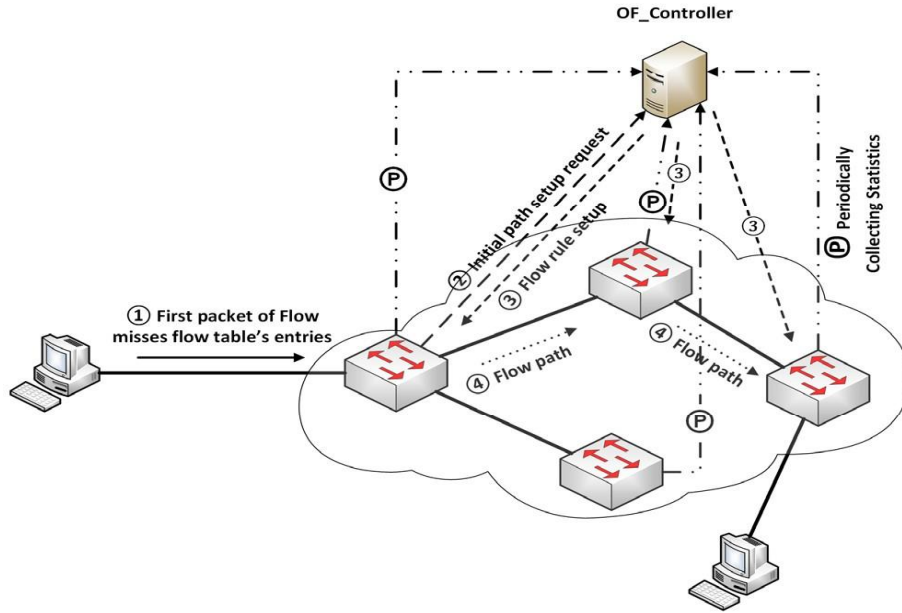 OF_Controller
Ⓟ
② Initial path setup request
③ Flow rule setup
Ⓟ
③
③
Ⓟ Periodically
Collecting Statistics
① First packet of Flow
misses flow table's entries
④ Flow path
④ Flow path
Ⓟ